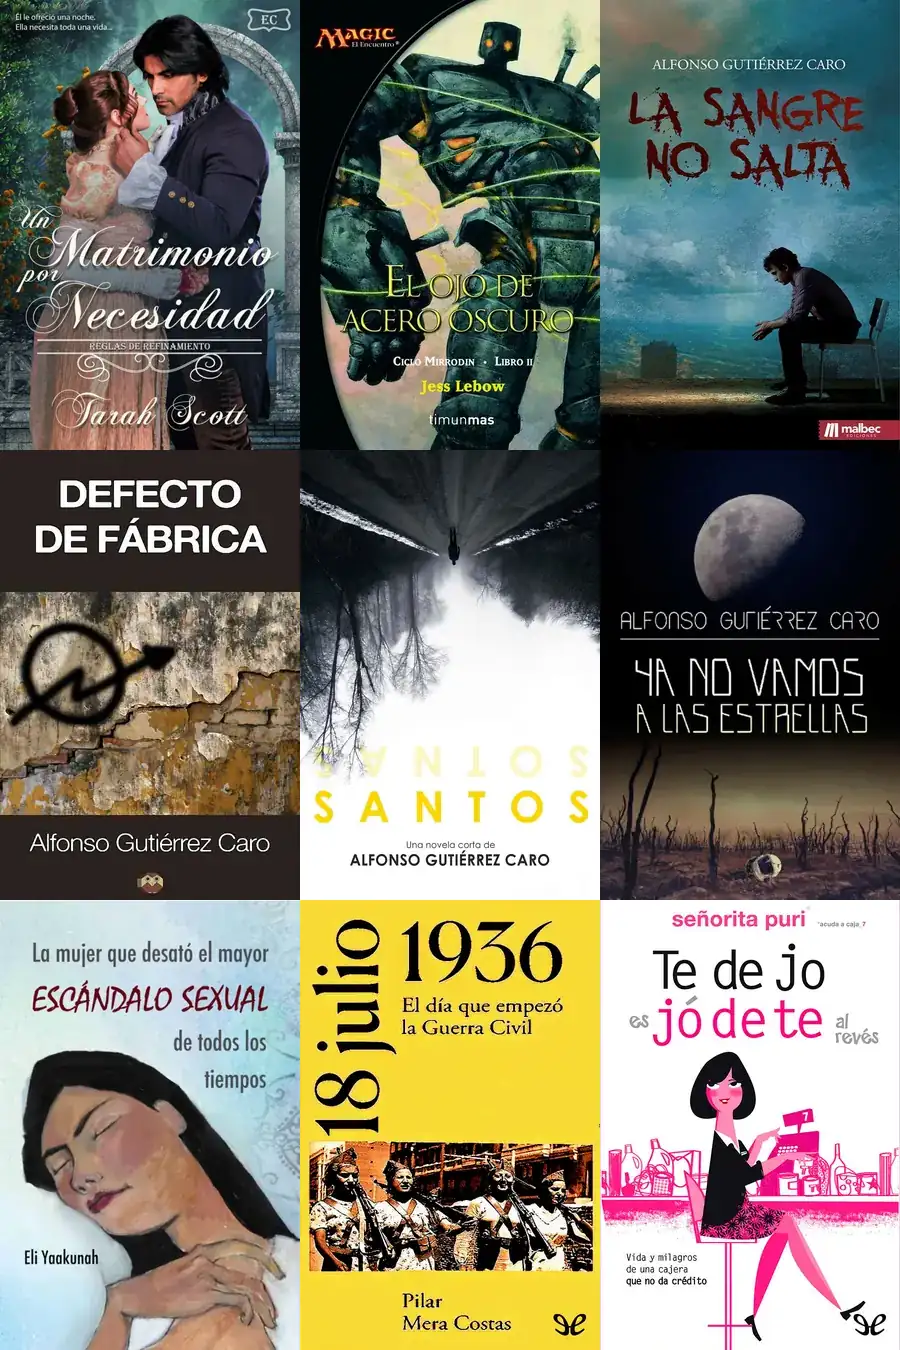 Él le ofreció una noche.
Ella necesita toda una vida...
EC
Un
Matrimonio
por
Necesidad
REGLAS DE REFINAMIENTO
Tarah Scott
MAGIC
El Encuentro
EL OJO DE
ACERO OSCURO
CICLO MIRRODIN • LIBRO II
Jess Lebow
timunmas
ALFONSO GUTIÉRREZ CARO
LA SANGRE
NO SALTA
malbec
EDICIONES
DEFECTO
DE FÁBRICA
Alfonso Gutiérrez Caro
SANTOS
SANTOS
Una novela corta de
ALFONSO GUTIÉRREZ CARO
ALFONSO GUTIÉRREZ CARO
YA NO VAMOS
A LAS ESTRELLAS
La mujer que desató el mayor
ESCÁNDALO SEXUAL
de todos los
tiempos
Eli Yaakunah
18 julio
1936
El día que empezó
la Guerra Civil
Pilar
Mera Costas
señorita puri
*acuda a caja_7
Te de jo
es jódete al
revés
7
Vida y milagros
de una cajera
que no da crédito